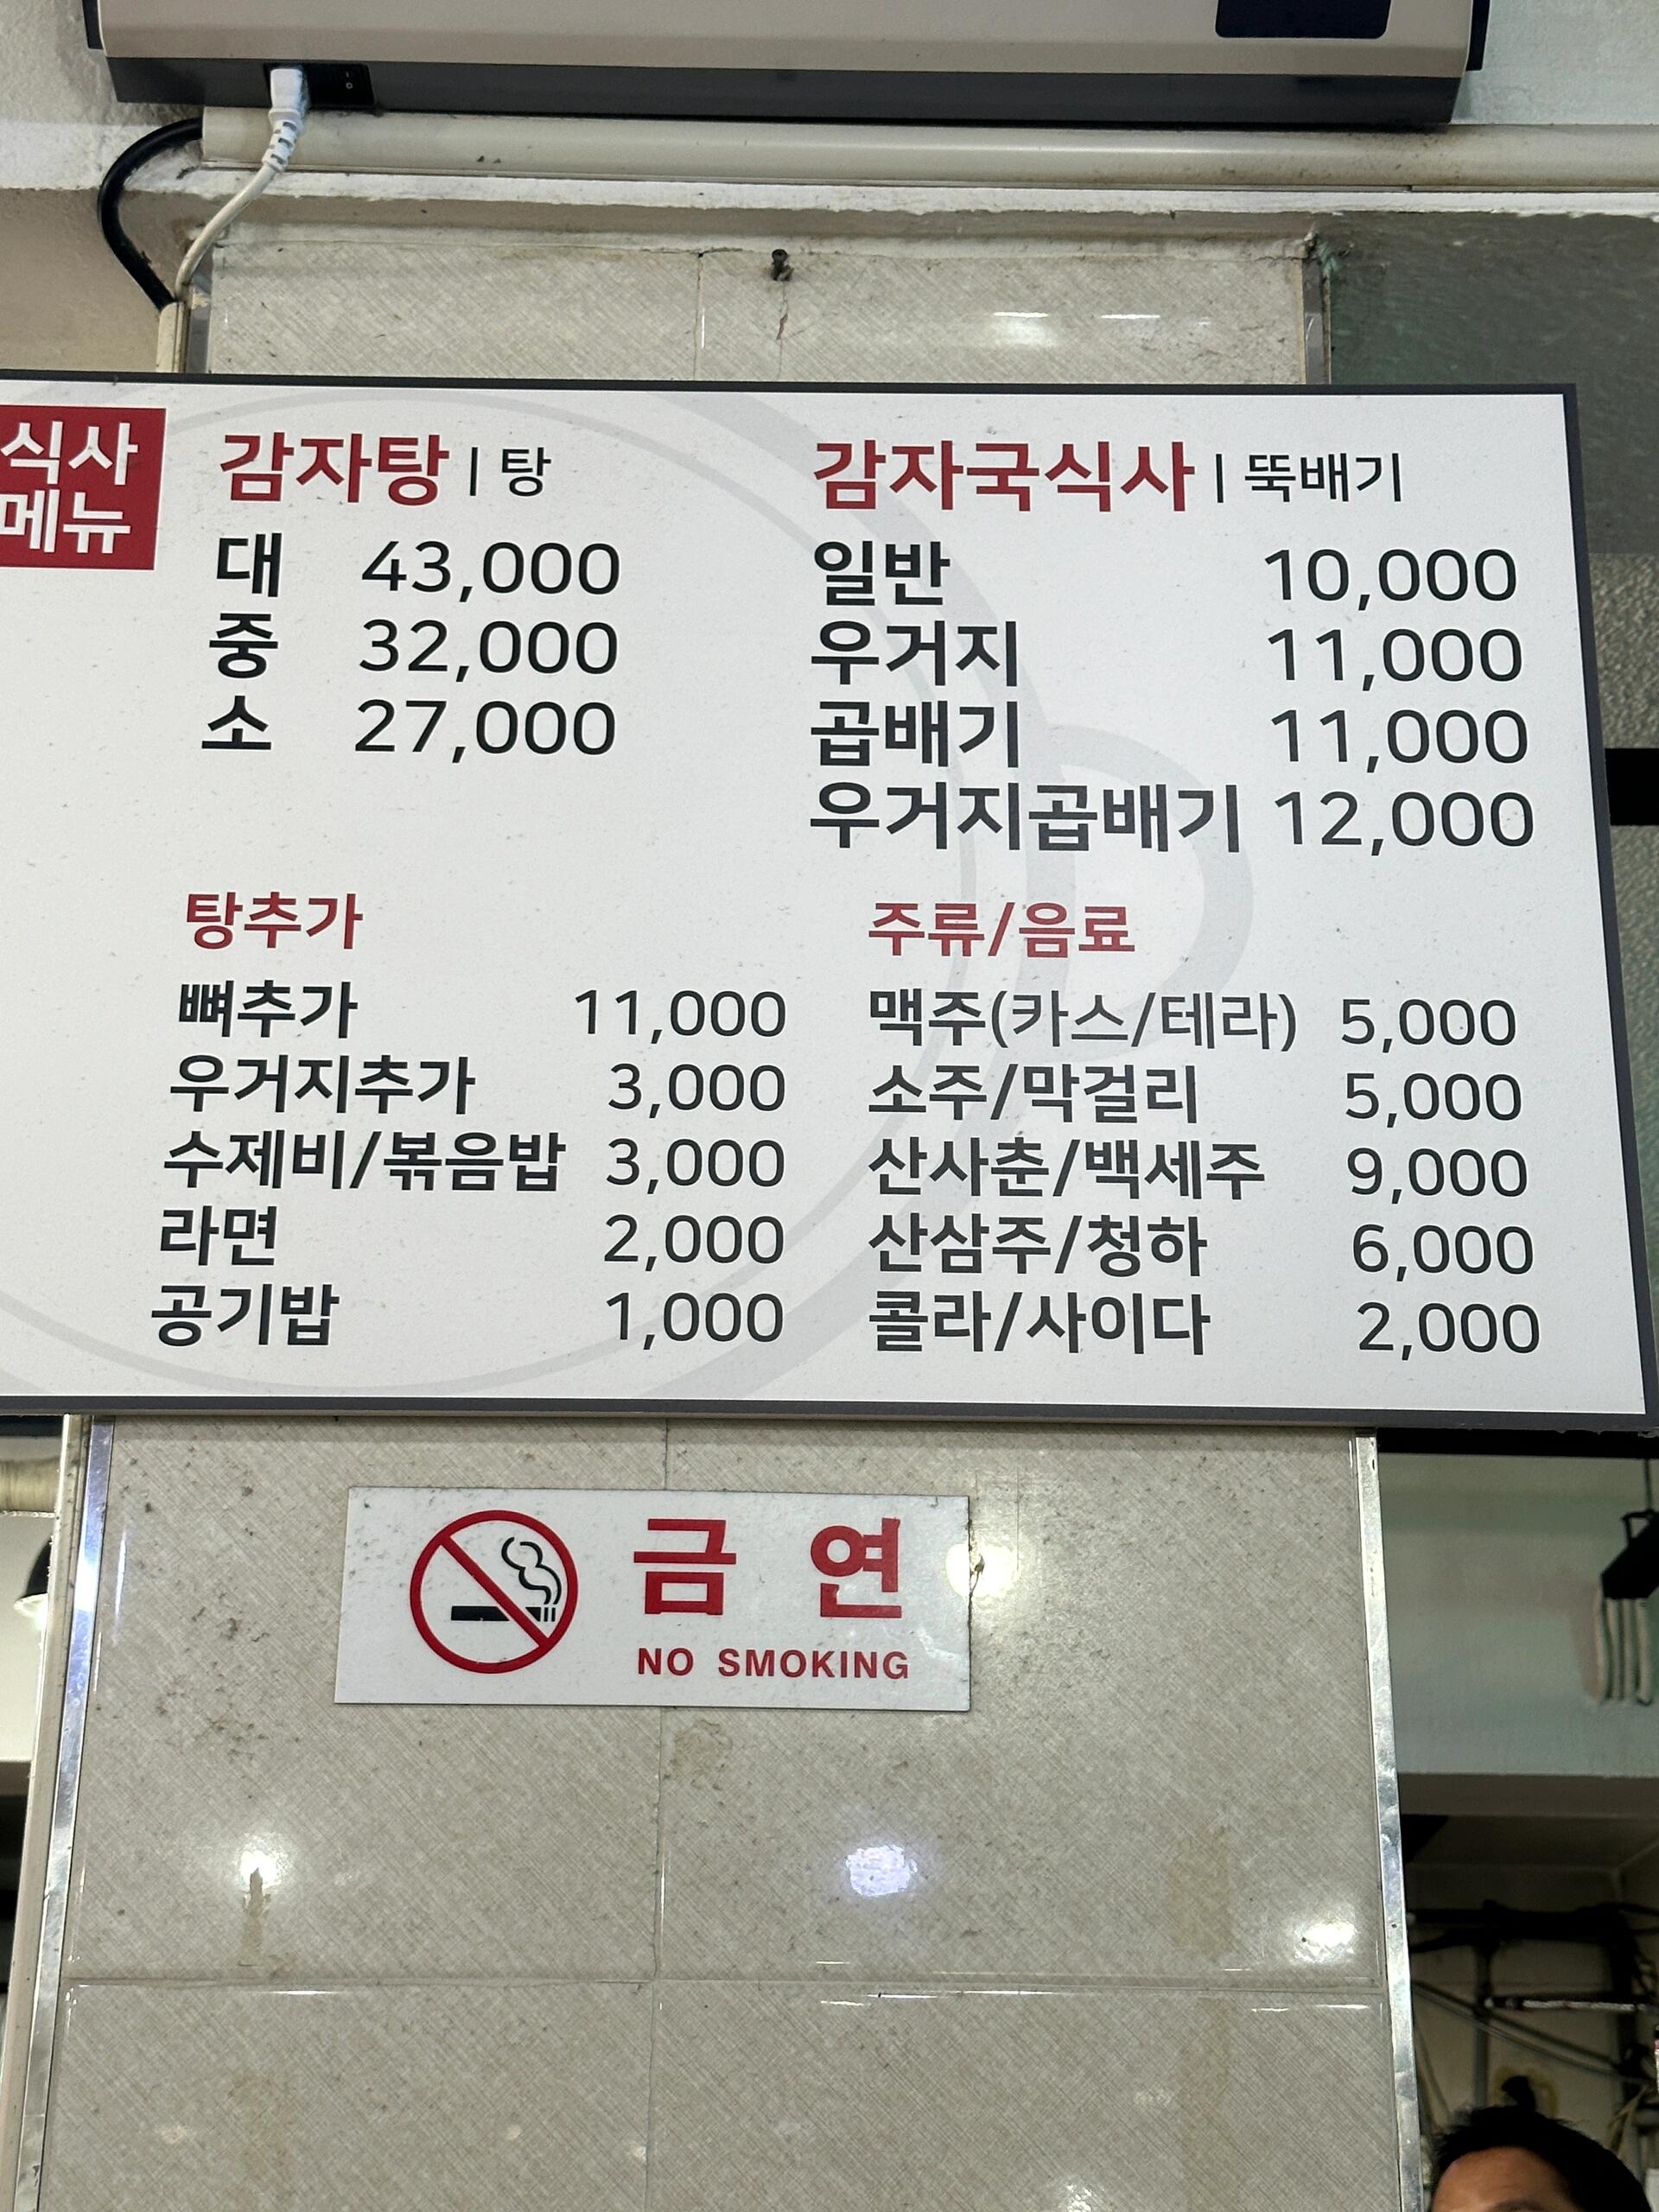 식사
메뉴
감자탕 | 탕
대 43,000
중 32,000
소 27,000
감자국식사 | 뚝배기
일반 10,000
우거지 11,000
곱배기 11,000
우거지곱배기 12,000
탕추가
뼈추가 11,000
우거지추가 3,000
수제비/볶음밥 3,000
라면 2,000
공기밥 1,000
주류/음료
맥주(카스/테라) 5,000
소주/막걸리 5,000
산사춘/백세주 9,000
산삼주/청하 6,000
콜라/사이다 2,000
금연
NO SMOKING